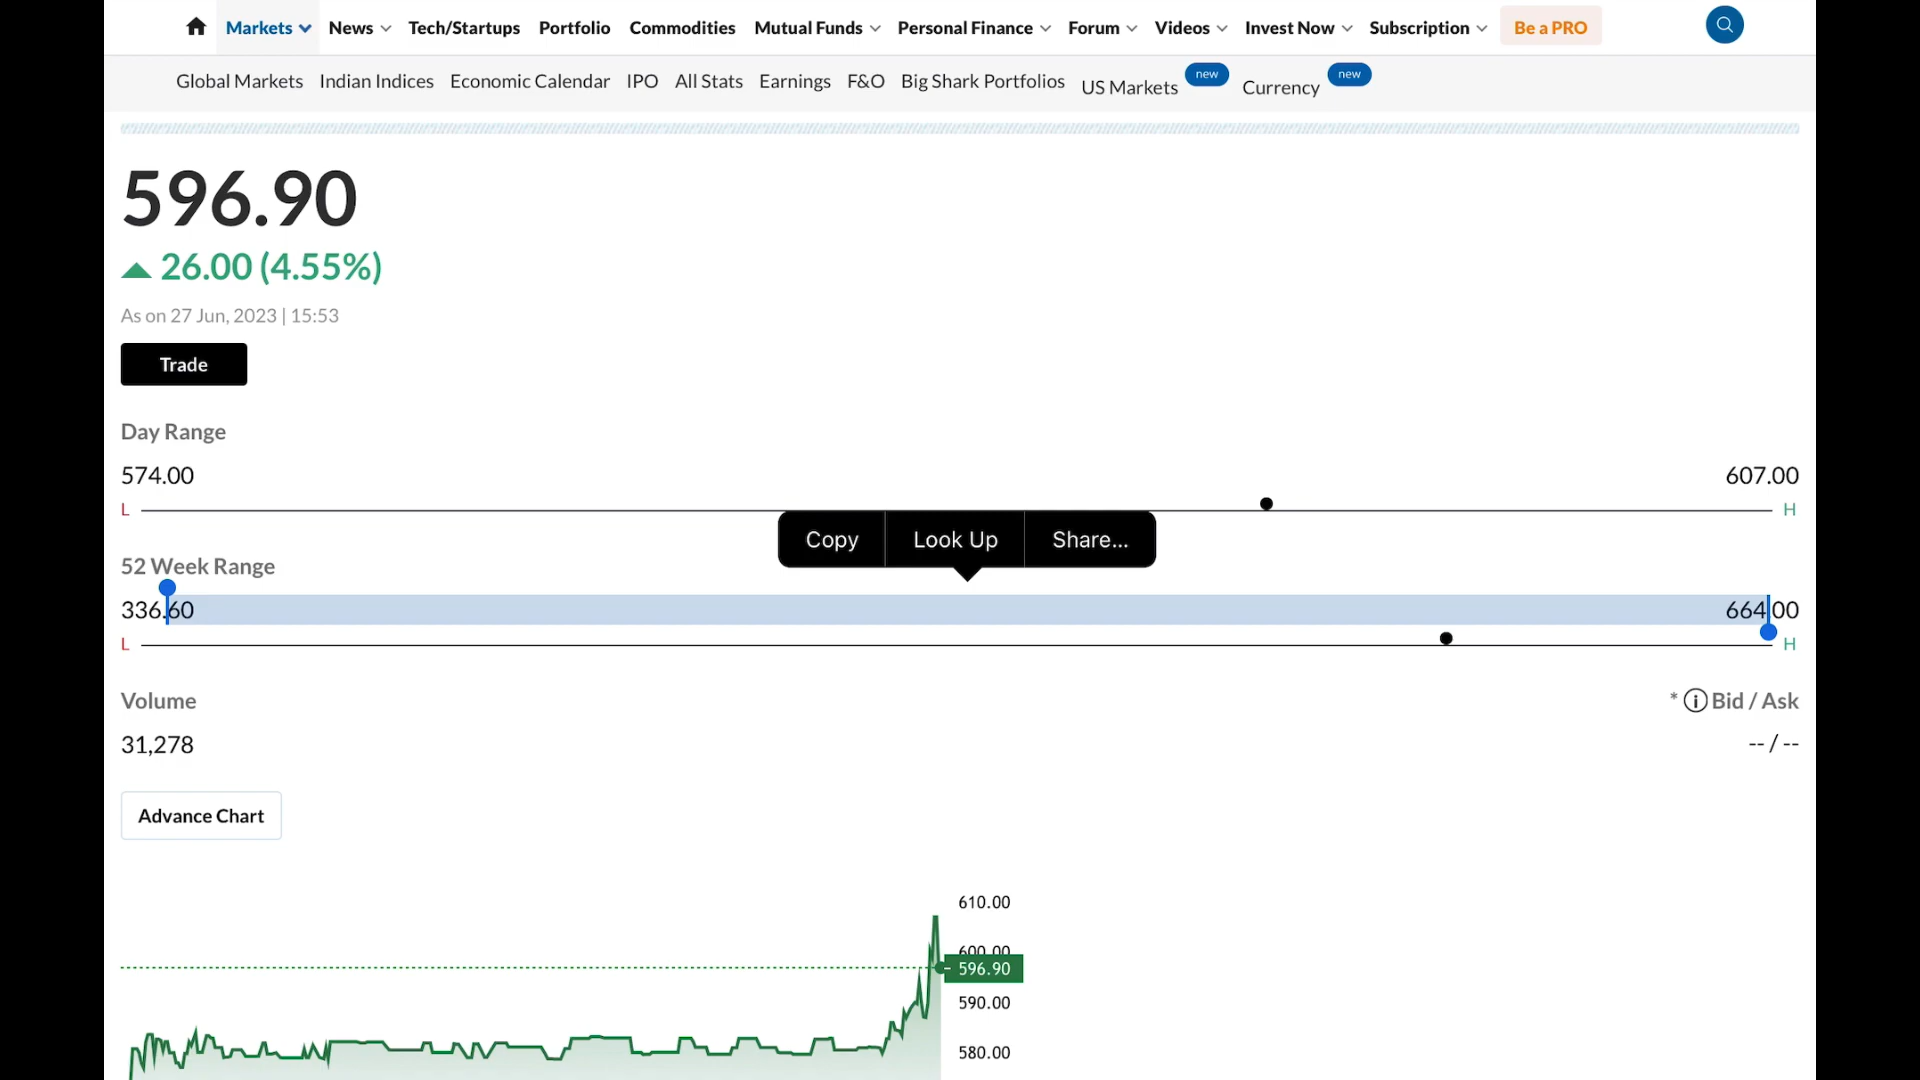 Markets News Tech/Startups Portfolio Commodities Mutual Funds Personal Finance Forum Videos Invest Now Subscription Be a PRO
Global Markets Indian Indices Economic Calendar IPO All Stats Earnings F&O Big Shark Portfolios US Markets new Currency new
596.90
26.00 (4.55%)
As on 27 Jun, 2023 | 15:53
Trade
Day Range
574.00 607.00
L H
Copy Look Up Share...
52 Week Range
336.60 664.00
L H
Volume * Bid / Ask
31,278 -- / --
Advance Chart
610.00
600.00
596.90
590.00
580.00